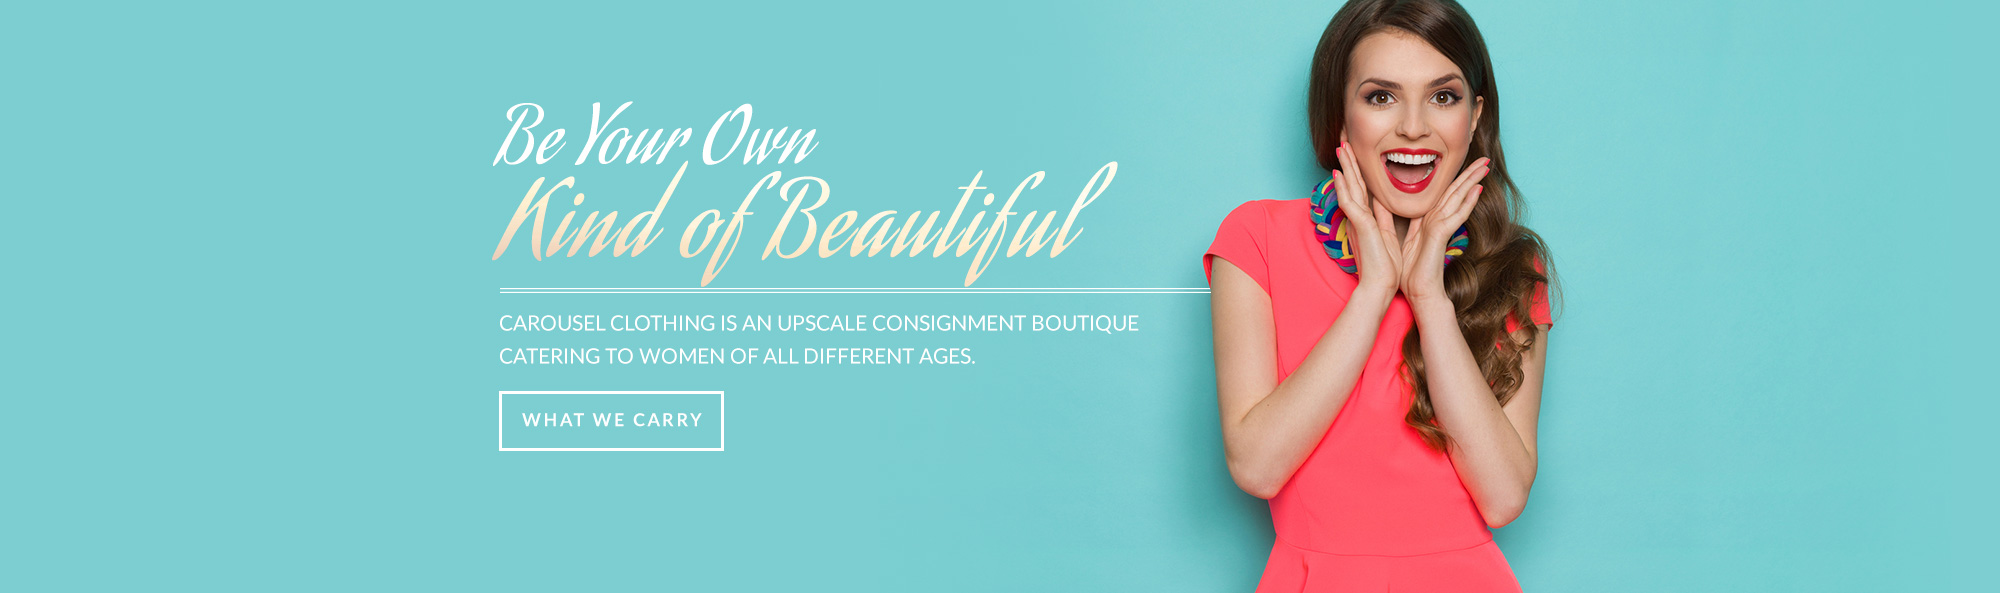 Be Your Own
Kind of Beautiful
CAROUSEL CLOTHING IS AN UPSCALE CONSIGNMENT BOUTIQUE
CATERING TO WOMEN OF ALL DIFFERENT AGES.
WHAT WE CARRY